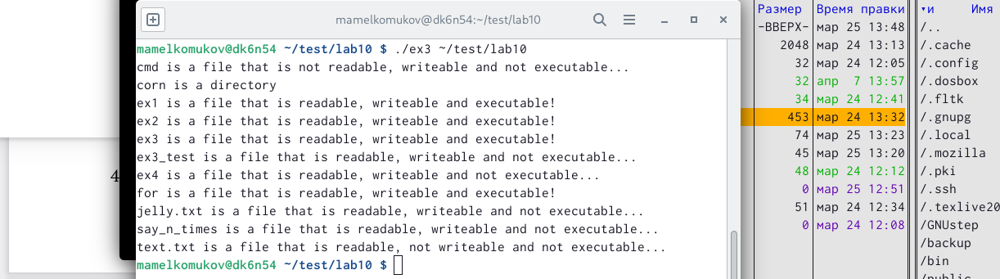 mamelkomukov@dk6n54:~/test/lab10
mamelkomukov@dk6n54 ~/test/lab10 $ ./ex3 ~/test/lab10
cmd is a file that is not readable, writeable and not executable...
corn is a directory
ex1 is a file that is readable, writeable and executable!
ex2 is a file that is readable, writeable and executable!
ex3 is a file that is readable, writeable and executable!
ex3_test is a file that is readable, writeable and not executable...
ex4 is a file that is readable, writeable and not executable...
for is a file that is readable, writeable and executable!
jelly.txt is a file that is readable, writeable and not executable...
say_n_times is a file that is readable, writeable and not executable...
text.txt is a file that is readable, not writeable and not executable...
mamelkomukov@dk6n54 ~/test/lab10 $
4
Размер Время правки ▾и Имя
-ВВЕРХ- мар 25 13:48 /..
2048 мар 24 13:13 /.cache
32 мар 24 12:05 /.config
32 апр 7 13:57 /.dosbox
34 мар 24 12:41 /.fltk
453 мар 24 13:32 /.gnupg
74 мар 25 13:23 /.local
45 мар 25 13:20 /.mozilla
48 мар 24 12:12 /.pki
0 мар 25 12:51 /.ssh
51 мар 24 12:34 /.texlive20
0 мар 24 12:08 /GNUstep
/backup
/bin
/public